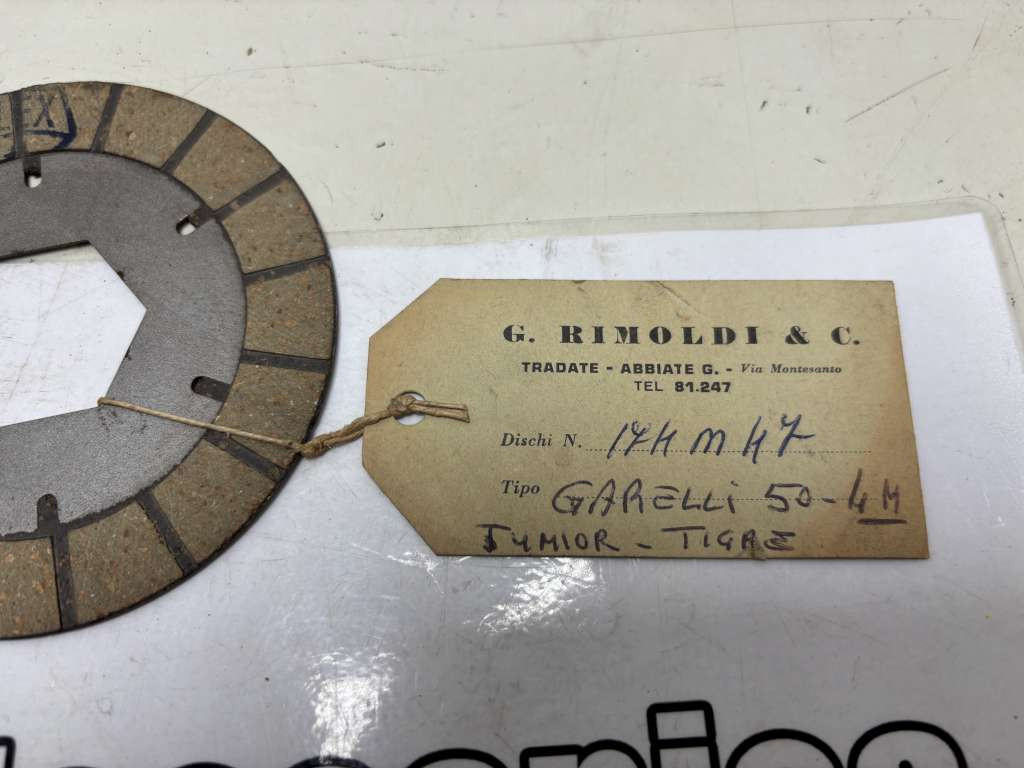 G. RIMOLDI & C.
TRADATE - ABBIATE G. - Via Montesanto
TEL 81.247
Dischi N. 174 M 47
Tipo GARELLI 50-4M
JUNIOR - TIGRE